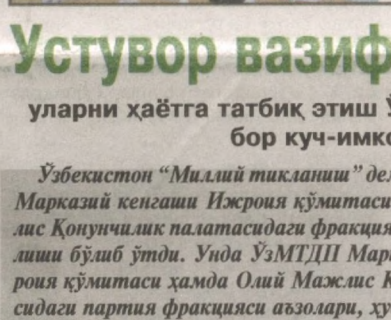 Устувор вазиф
уларни ҳаётга татбиқ этиш Ў
бор куч-имко
Ўзбекистон “Миллий тикланиш” де
Марказий кенгаши Ижроия қўмитаси
лис Қонунчилик палатасидаги фракция
лиши бўлиб ўтди. Унда ЎзМТДП Мар
роия қўмитаси ҳамда Олий Мажлис Қ
сидаги партия фракцияси аъзолари, ҳу